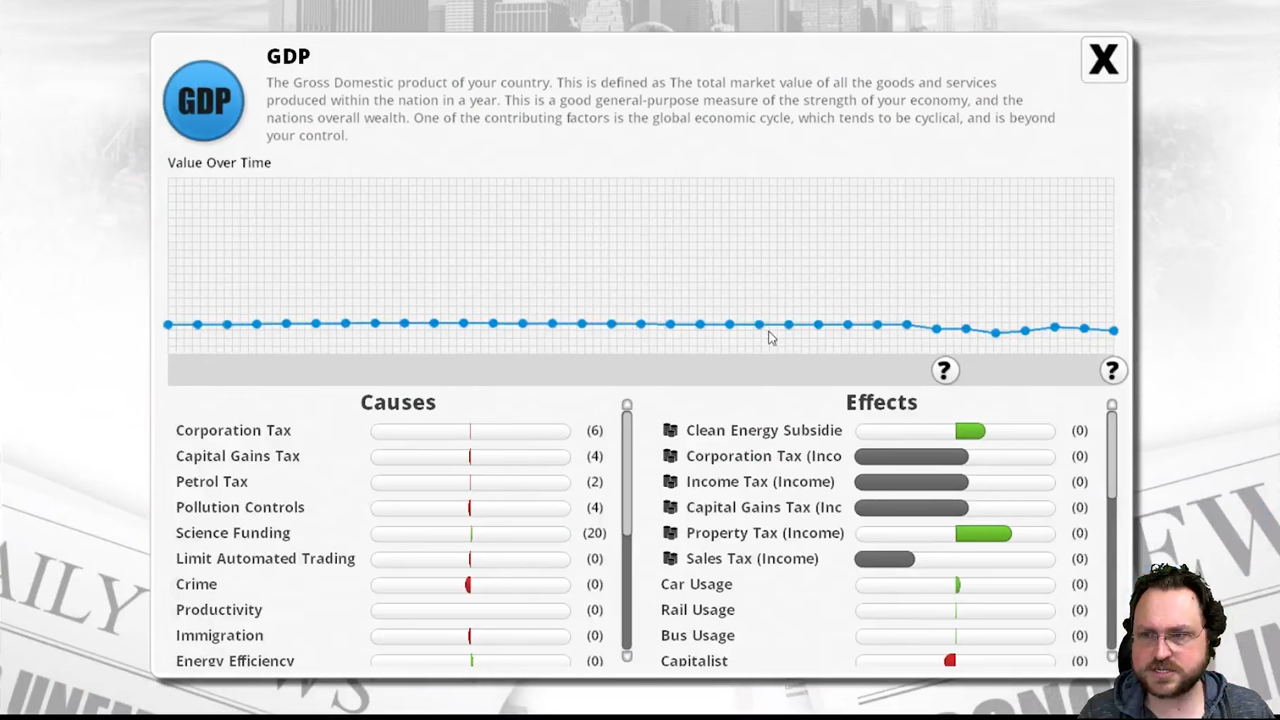 GDP
GDP
X
The Gross Domestic product of your country. This is defined as The total market value of all the goods and services
produced within the nation in a year. This is a good general-purpose measure of the strength of your economy, and the
nations overall wealth. One of the contributing factors is the global economic cycle, which tends to be cyclical, and is beyond
your control.
Value Over Time
? ?
Causes
Corporation Tax (6)
Capital Gains Tax (4)
Petrol Tax (2)
Pollution Controls (4)
Science Funding (20)
Limit Automated Trading (0)
Crime (0)
Productivity (0)
Immigration (0)
Energy Efficiency (0)
Effects
Clean Energy Subsidie (0)
Corporation Tax (Inco (0)
Income Tax (Income) (0)
Capital Gains Tax (Inc (0)
Property Tax (Income) (0)
Sales Tax (Income) (0)
Car Usage (0)
Rail Usage (0)
Bus Usage (0)
Capitalist (0)